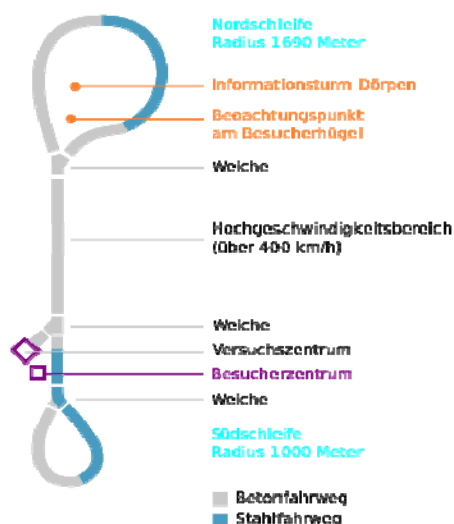 Nordschleife
Radius 1690 Meter
Informationsturm Dörpen
Beoachtungspunkt
am Besucherhügel
Weiche
Hochgeschwindigkeitsbereich
(über 400 km/h)
Weiche
Versuchszentrum
Besucherzentrum
Weiche
Südschleife
Radius 1000 Meter
Betonfahrweg
Stahlfahrweg